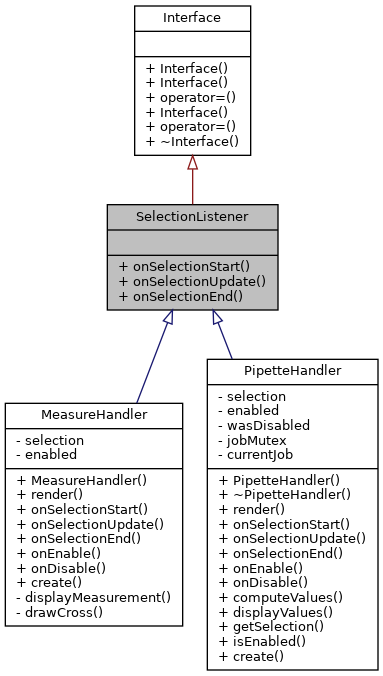 Interface
+ Interface()
+ Interface()
+ operator=()
+ Interface()
+ operator=()
+ ~Interface()
SelectionListener
+ onSelectionStart()
+ onSelectionUpdate()
+ onSelectionEnd()
MeasureHandler
- selection
- enabled
+ MeasureHandler()
+ render()
+ onSelectionStart()
+ onSelectionUpdate()
+ onSelectionEnd()
+ onEnable()
+ onDisable()
+ create()
- displayMeasurement()
- drawCross()
PipetteHandler
- selection
- enabled
- wasDisabled
- jobMutex
- currentJob
+ PipetteHandler()
+ ~PipetteHandler()
+ render()
+ onSelectionStart()
+ onSelectionUpdate()
+ onSelectionEnd()
+ onEnable()
+ onDisable()
+ computeValues()
+ displayValues()
+ getSelection()
+ isEnabled()
+ create()